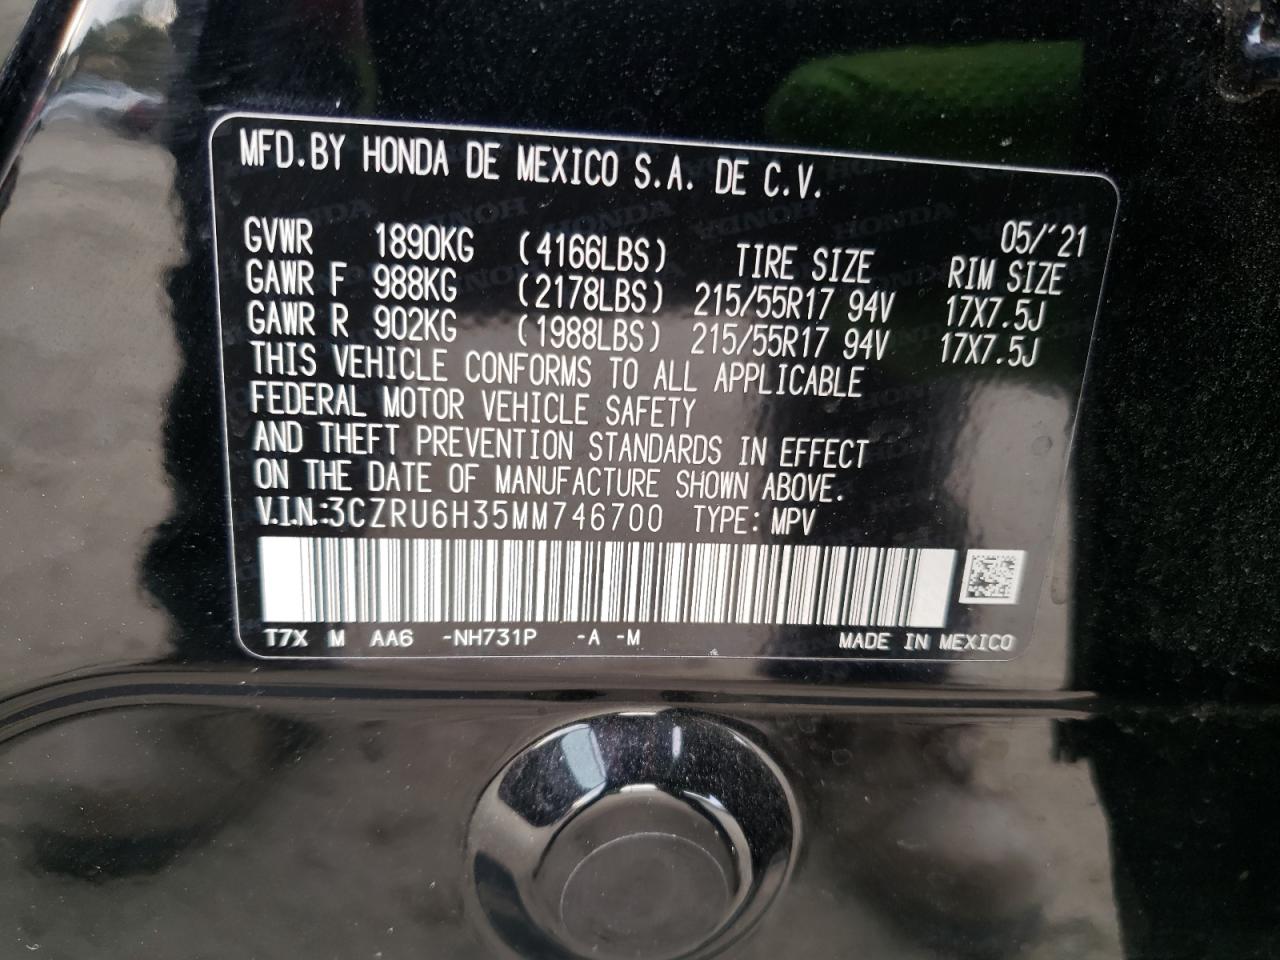 MFD.BY HONDA DE MEXICO S.A. DE C.V.
05/'21
GVWR 1890KG (4166LBS) TIRE SIZE RIM SIZE
GAWR F 988KG (2178LBS) 215/55R17 94V 17X7.5J
GAWR R 902KG (1988LBS) 215/55R17 94V 17X7.5J
THIS VEHICLE CONFORMS TO ALL APPLICABLE
FEDERAL MOTOR VEHICLE SAFETY
AND THEFT PREVENTION STANDARDS IN EFFECT
ON THE DATE OF MANUFACTURE SHOWN ABOVE.
V.I.N.:3CZRU6H35MM746700 TYPE: MPV
T7X M AA6 -NH731P -A -M MADE IN MEXICO